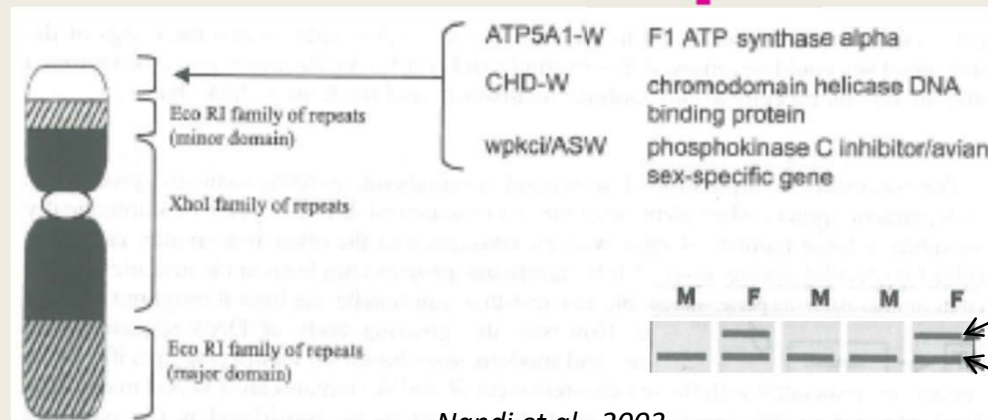 ATP5A1-W F1 ATP synthase alpha
CHD-W chromodomain helicase DNA
binding protein
wpkci/ASW phosphokinase C inhibitor/avian
sex-specific gene
Eco RI family of repeats
(minor domain)
XhoI family of repeats
Eco RI family of repeats
(major domain)
M F M M F
Nandi et al., 2003